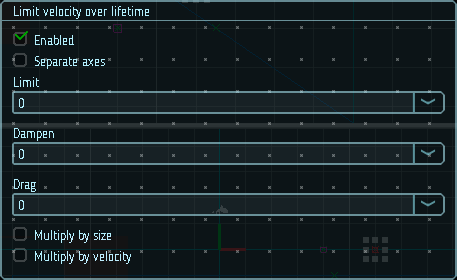 Limit velocity over lifetime
Enabled
Separate axes
Limit
0
Dampen
0
Drag
0
Multiply by size
Multiply by velocity